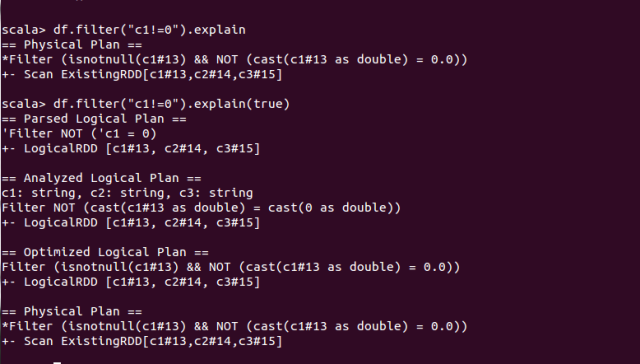 scala> df.filter("c1!=0").explain
== Physical Plan ==
*Filter (isnotnull(c1#13) && NOT (cast(c1#13 as double) = 0.0))
+- Scan ExistingRDD[c1#13,c2#14,c3#15]
scala> df.filter("c1!=0").explain(true)
== Parsed Logical Plan ==
'Filter NOT ('c1 = 0)
+- LogicalRDD [c1#13, c2#14, c3#15]
== Analyzed Logical Plan ==
c1: string, c2: string, c3: string
Filter NOT (cast(c1#13 as double) = cast(0 as double))
+- LogicalRDD [c1#13, c2#14, c3#15]
== Optimized Logical Plan ==
Filter (isnotnull(c1#13) && NOT (cast(c1#13 as double) = 0.0))
+- LogicalRDD [c1#13, c2#14, c3#15]
== Physical Plan ==
*Filter (isnotnull(c1#13) && NOT (cast(c1#13 as double) = 0.0))
+- Scan ExistingRDD[c1#13,c2#14,c3#15]